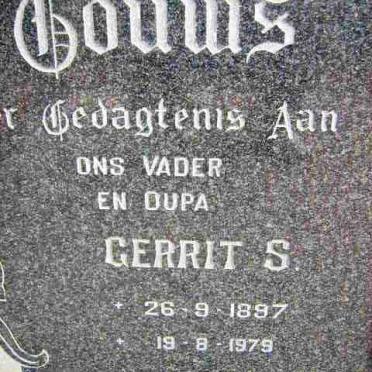 Gouws
r Gedagtenis Aan
ONS VADER
EN OUPA
GERRIT S.
* 26-9-1897
+ 19-8-1979